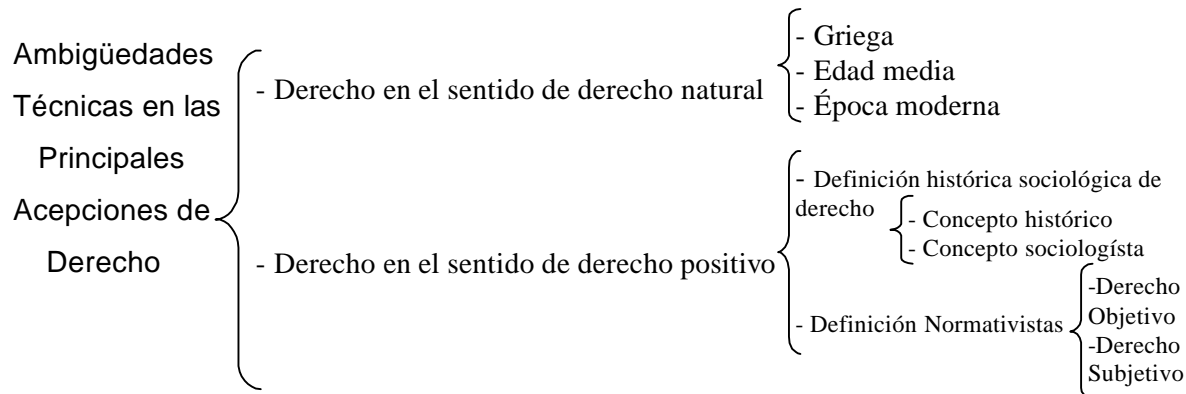 Ambigüedades
Técnicas en las
Principales
Acepciones de
Derecho
- Derecho en el sentido de derecho natural
- Griega
- Edad media
- Época moderna
- Derecho en el sentido de derecho positivo
- Definición histórica sociológica de
derecho
- Concepto histórico
- Concepto sociologísta
- Definición Normativistas
-Derecho
Objetivo
-Derecho
Subjetivo